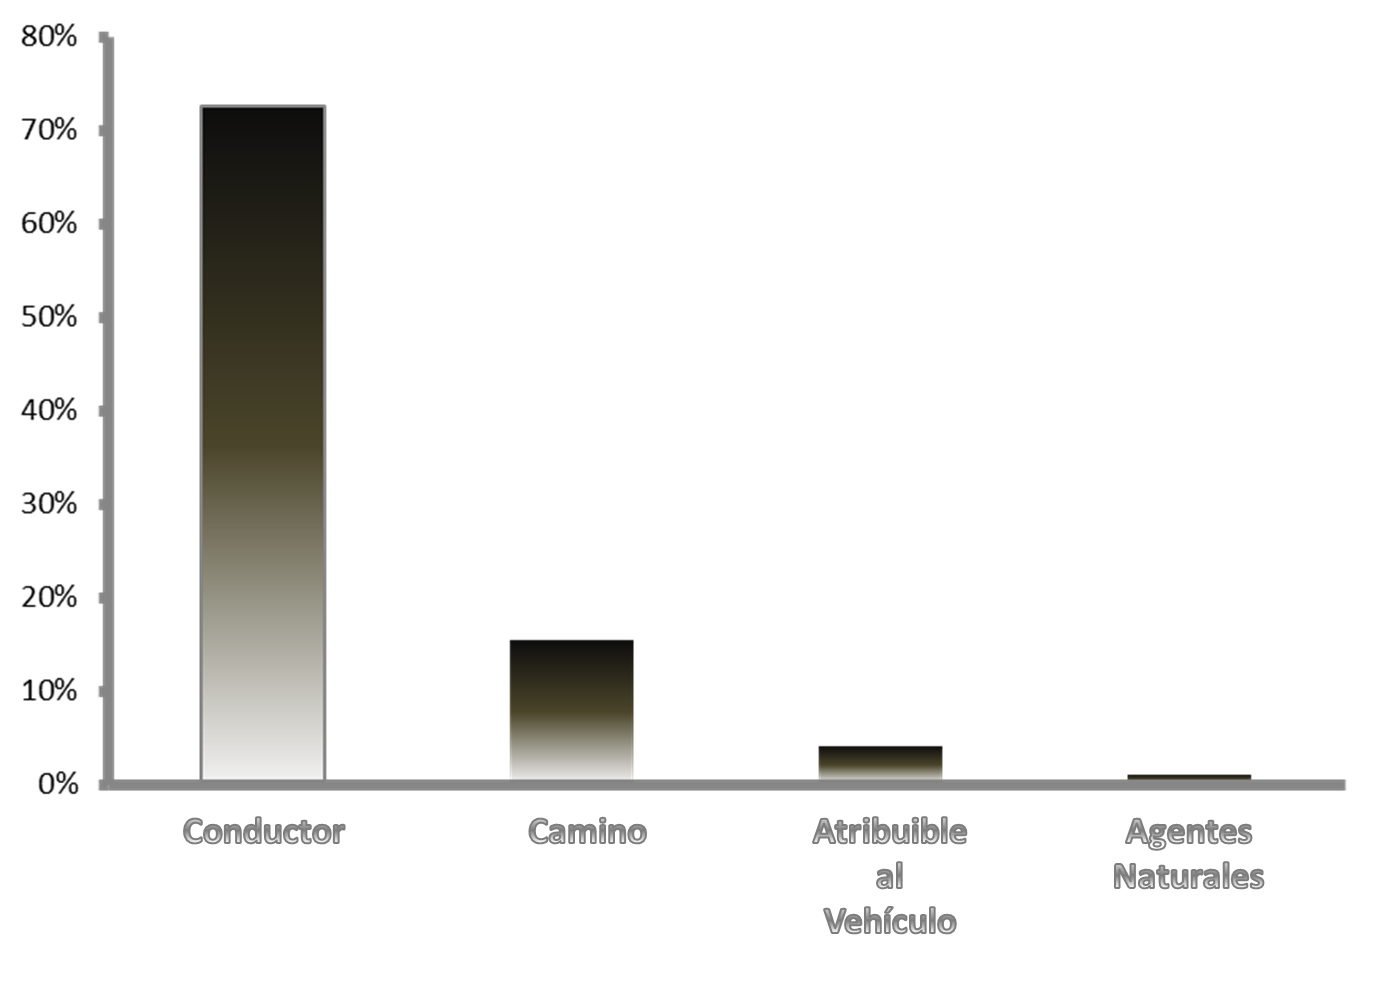 80%
70%
60%
50%
40%
30%
20%
10%
0%
Conductor
Camino
Atribuible
al
Vehículo
Agentes
Naturales